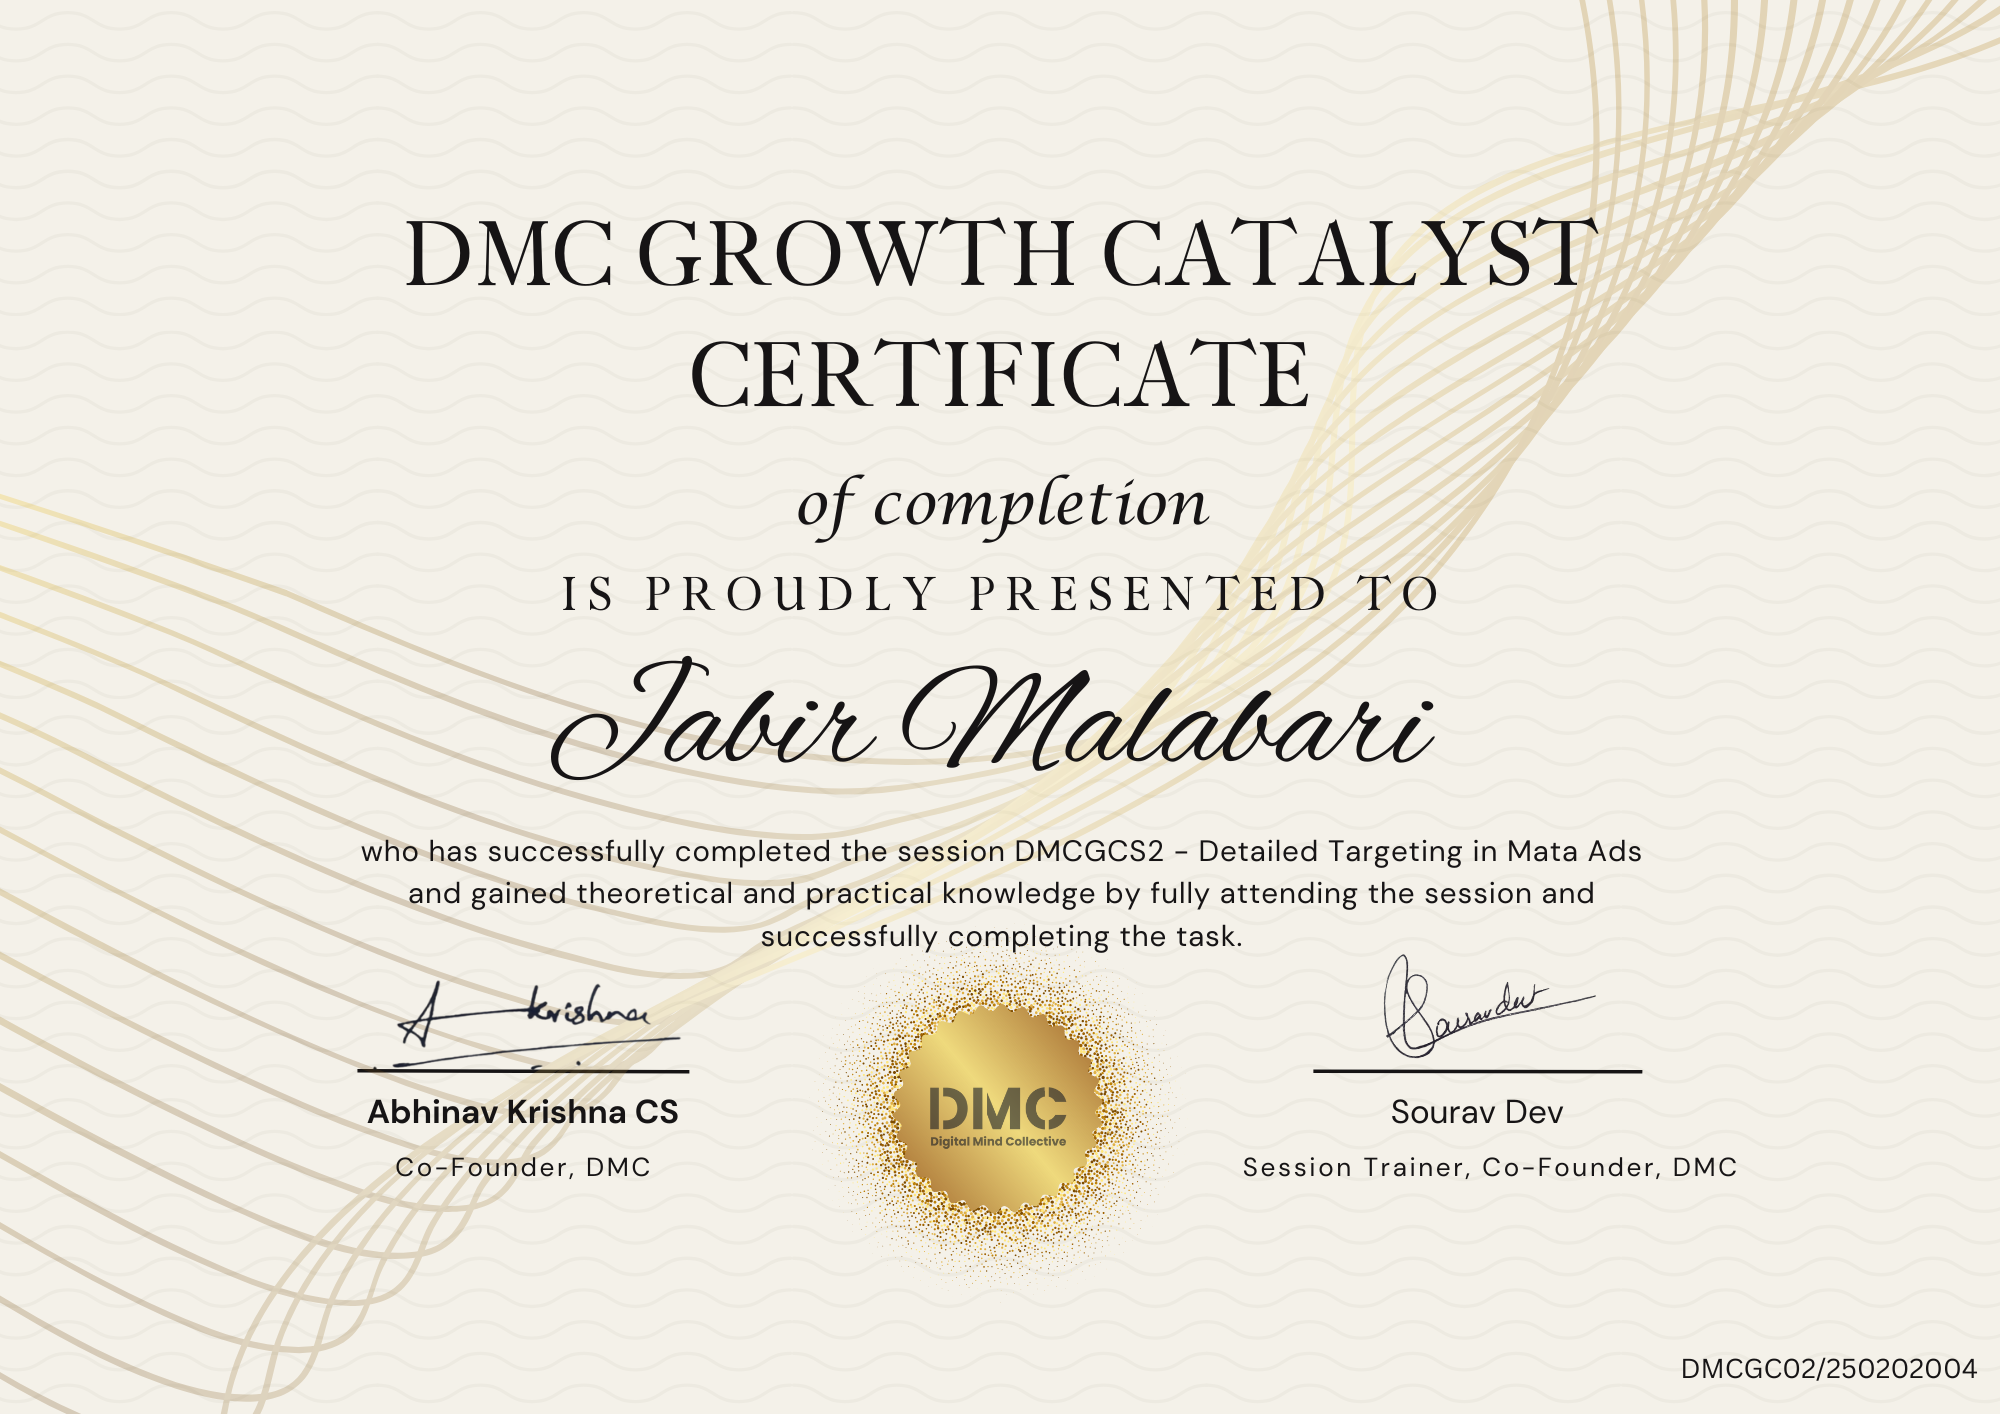 DMC GROWTH CATALYST
CERTIFICATE
of completion
IS PROUDLY PRESENTED TO
Jabir Malabari
who has successfully completed the session DMCGCS2 - Detailed Targeting in Mata Ads
and gained theoretical and practical knowledge by fully attending the session and
successfully completing the task.
A krishna
Souravdev
Abhinav Krishna CS
Co-Founder, DMC
DMC
Digital Mind Collective
Sourav Dev
Session Trainer, Co-Founder, DMC
DMCGC02/250202004